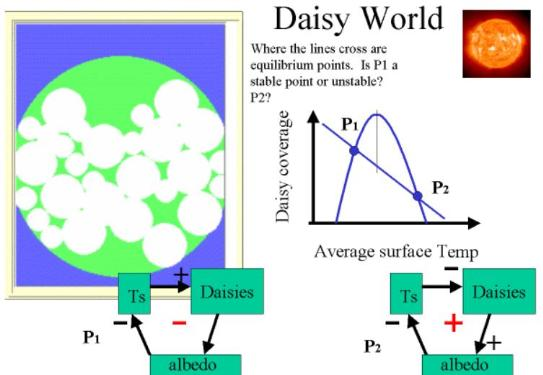 Daisy World
Where the lines cross are
equilibrium points. Is P1 a
stable point or unstable?
P2?
Daisy coverage
P1
P2
Average surface Temp
+
Ts
Daisies
−
−
P1
albedo
−
Ts
Daisies
−
+
+
P2
albedo